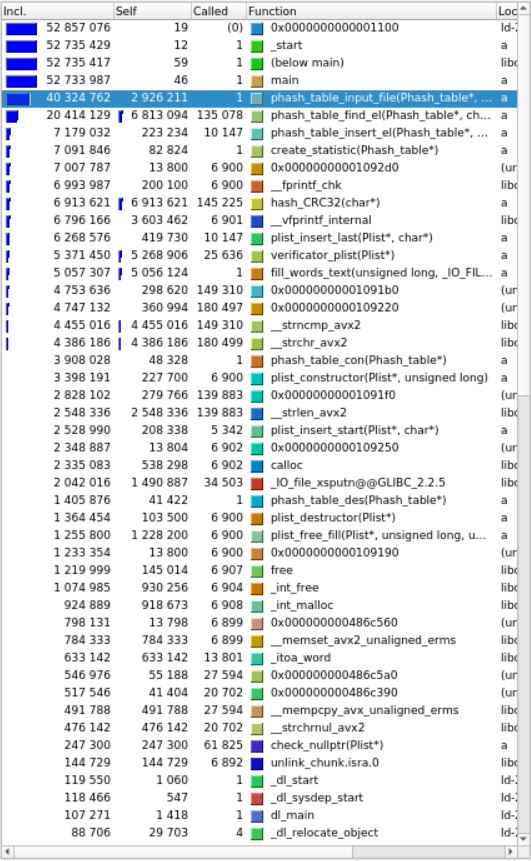 Incl. Self Called Function Loc
52 857 076 19 (0) 0x0000000000001100 ld-2
52 735 429 12 1 _start a
52 735 417 59 1 (below main) libc
52 733 987 46 1 main a
40 324 762 2 926 211 1 phash_table_input_file(Phash_table*, ... a
20 414 129 6 813 094 135 078 phash_table_find_el(Phash_table*, ch... a
7 179 032 223 234 10 147 phash_table_insert_el(Phash_table*, ... a
7 091 846 82 824 1 create_statistic(Phash_table*) a
7 007 787 13 800 6 900 0x00000000001092d0 (un
6 993 987 200 100 6 900 __fprintf_chk libc
6 913 621 6 913 621 145 225 hash_CRC32(char*) a
6 796 166 3 603 462 6 901 __vfprintf_internal libc
6 268 576 419 730 10 147 plist_insert_last(Plist*, char*) a
5 371 450 5 268 906 25 636 verificator_plist(Plist*) a
5 057 307 5 056 124 1 fill_words_text(unsigned long, _IO_FIL... a
4 753 636 298 620 149 310 0x00000000001091b0 (un
4 747 132 360 994 180 497 0x0000000000109220 (un
4 455 016 4 455 016 149 310 __strncmp_avx2 libc
4 386 186 4 386 186 180 499 __strchr_avx2 libc
3 908 028 48 328 1 phash_table_con(Phash_table*) a
3 398 191 227 700 6 900 plist_constructor(Plist*, unsigned long) a
2 828 102 279 766 139 883 0x00000000001091f0 (un
2 548 336 2 548 336 139 883 __strlen_avx2 libc
2 528 990 208 338 5 342 plist_insert_start(Plist*, char*) a
2 348 887 13 804 6 902 0x0000000000109250 (un
2 335 083 538 298 6 902 calloc libc
2 042 016 1 490 887 34 503 _IO_file_xsputn@@GLIBC_2.2.5 libc
1 405 876 41 422 1 phash_table_des(Phash_table*) a
1 364 454 103 500 6 900 plist_destructor(Plist*) a
1 255 800 1 228 200 6 900 plist_free_fill(Plist*, unsigned long, u... a
1 233 354 13 800 6 900 0x0000000000109190 (un
1 219 999 145 014 6 907 free libc
1 074 985 930 256 6 904 _int_free libc
924 889 918 673 6 908 _int_malloc libc
798 131 13 798 6 899 0x000000000486c560 (un
784 333 784 333 6 899 __memset_avx2_unaligned_erms libc
633 142 633 142 13 801 _itoa_word libc
546 976 55 188 27 594 0x000000000486c5a0 (un
517 546 41 404 20 702 0x000000000486c390 (un
491 788 491 788 27 594 __mempcpy_avx_unaligned_erms libc
476 142 476 142 20 702 __strchrnul_avx2 libc
247 300 247 300 61 825 check_nullptr(Plist*) a
144 729 144 729 6 892 unlink_chunk.isra.0 libc
119 550 1 060 1 _dl_start ld-2
118 466 547 1 _dl_sysdep_start ld-2
107 271 1 418 1 dl_main ld-2
88 706 29 703 4 _dl_relocate_object ld-2